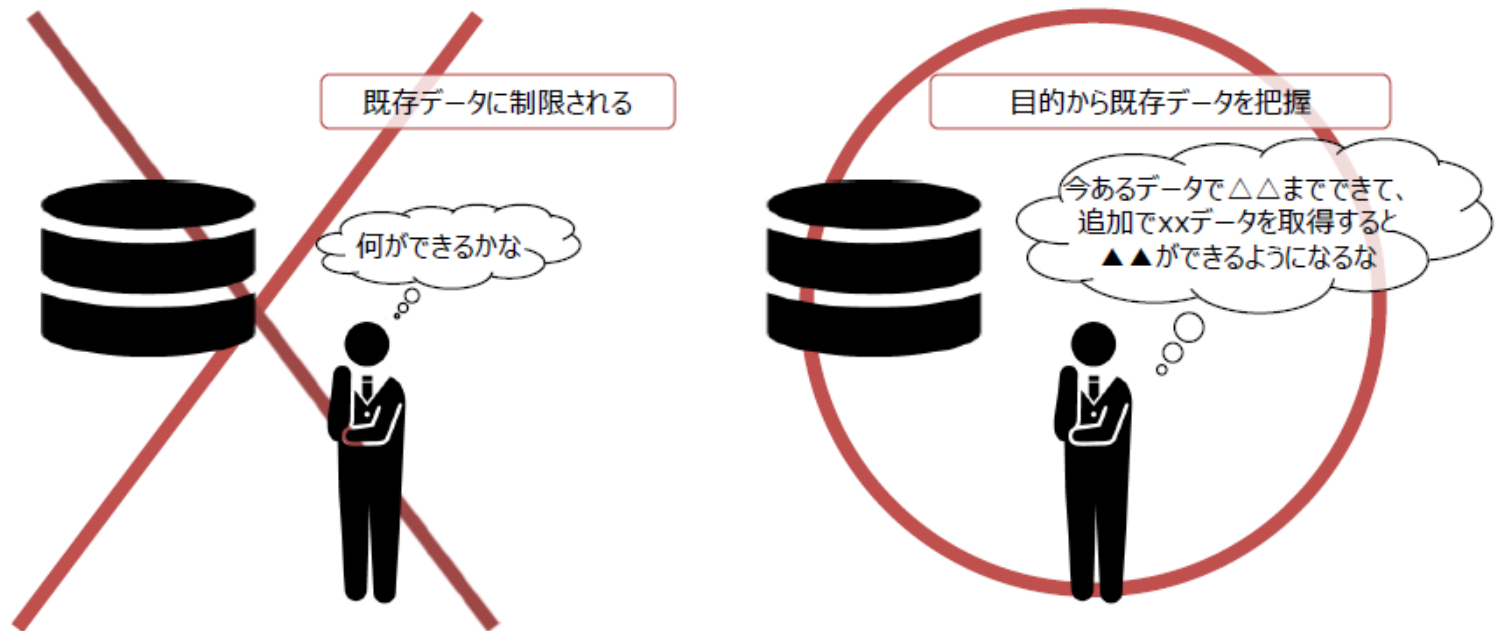 既存データに制限される
何ができるかな
目的から既存データを把握
今あるデータで△△までできて、
追加でxxデータを取得すると
▲▲ができるようになるな